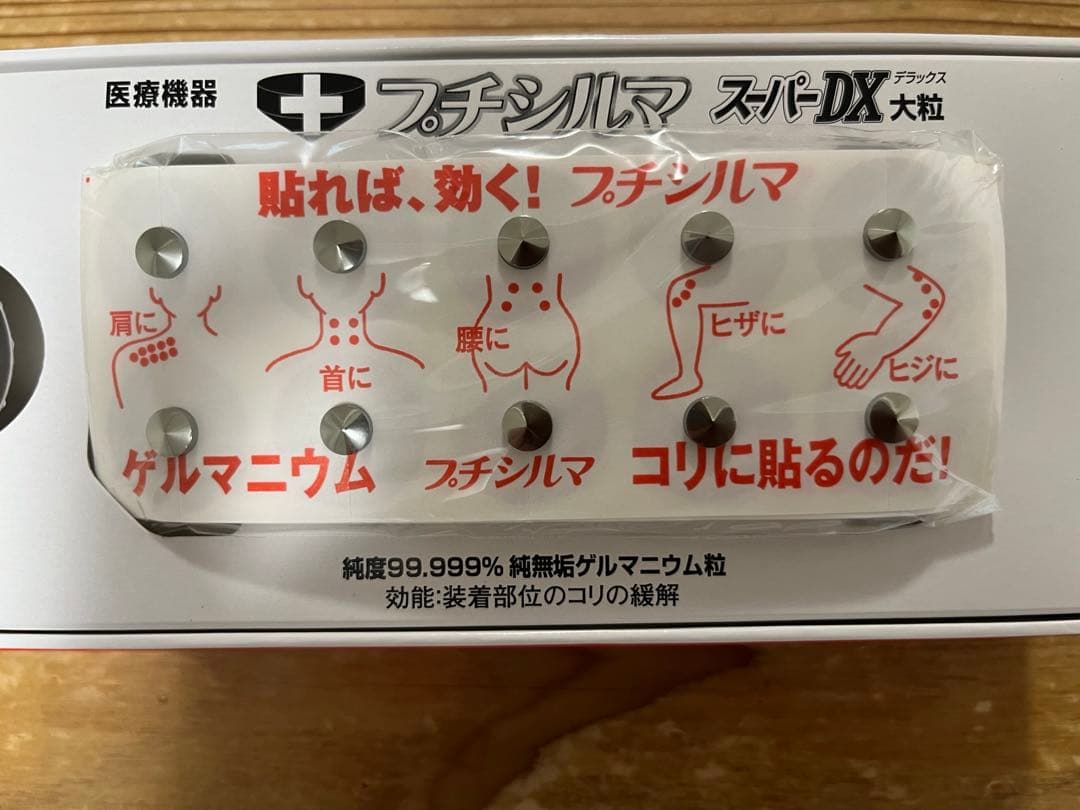 医療機器 プチシルマ スーパーDX デラックス 大粒
貼れば、効く! プチシルマ
肩に
首に
腰に
ヒザに
ヒジに
ゲルマニウム プチシルマ コリに貼るのだ!
純度99.999% 純無垢ゲルマニウム粒
効能:装着部位のコリの緩解